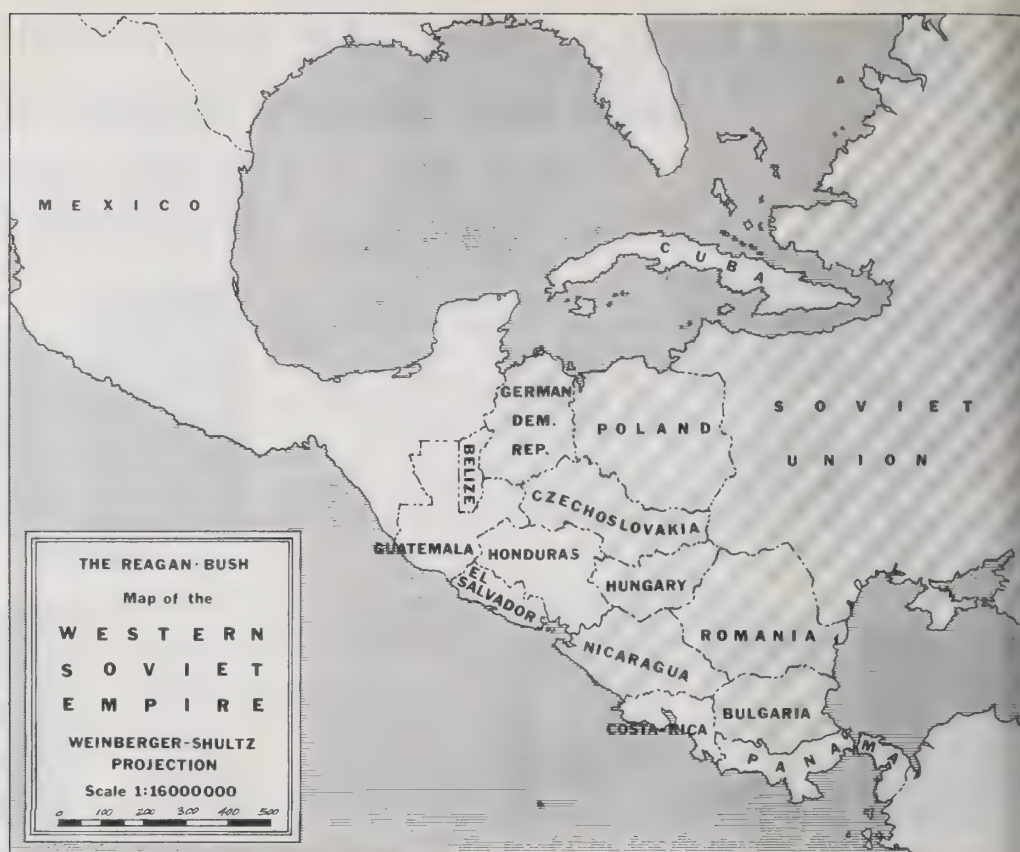 MEXICO
CUBA
GERMAN
DEM.
REP.
POLAND
SOVIET
UNION
BELIZE
CZECHOSLOVAKIA
GUATEMALA
HONDURAS
EL
SALVADOR
HUNGARY
NICARAGUA
ROMANIA
COSTA-RICA
BULGARIA
PANAMA
THE REAGAN·BUSH
Map of the
WESTERN
SOVIET
EMPIRE
WEINBERGER-SHULTZ
PROJECTION
Scale 1:16000000
0 100 200 300 400 500